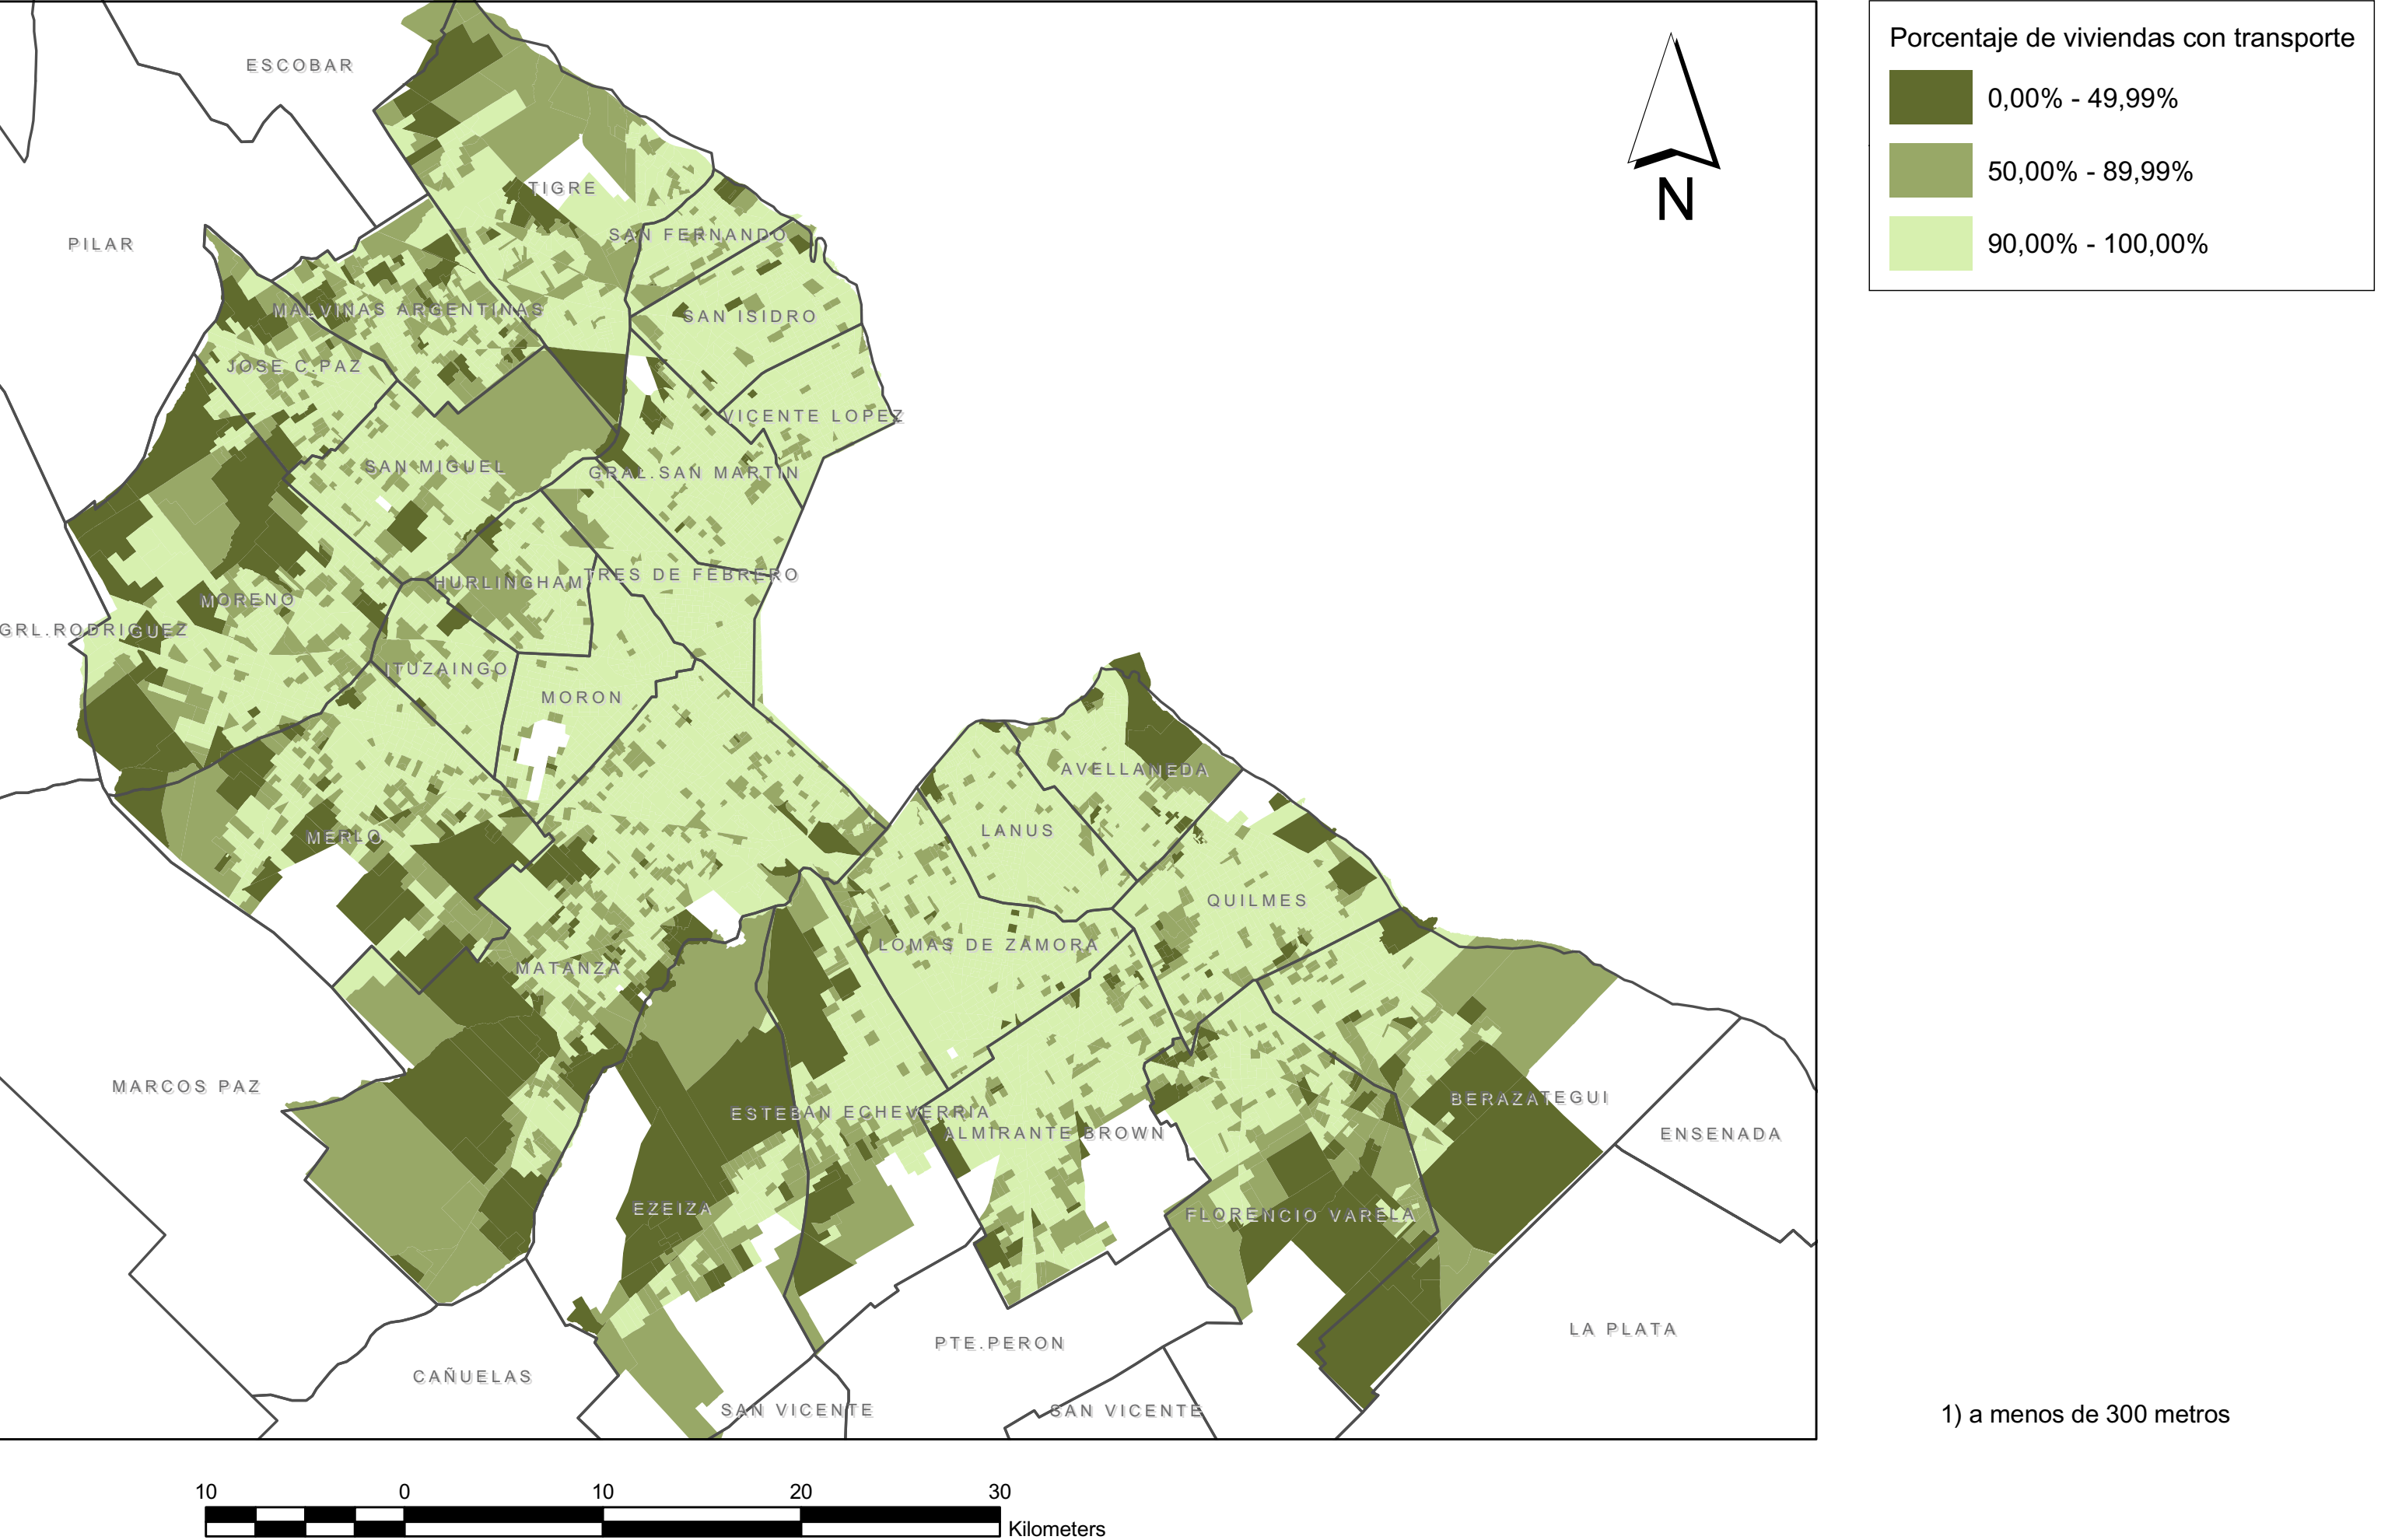 Porcentaje de viviendas con transporte
0,00% - 49,99%
50,00% - 89,99%
90,00% - 100,00%
N
ESCOBAR
TIGRE
SAN FERNANDO
PILAR
MALVINAS ARGENTINAS
SAN ISIDRO
JOSE C.PAZ
VICENTE LOPEZ
SAN MIGUEL
GRAL.SAN MARTIN
HURLINGHAM
TRES DE FEBRERO
MORENO
GRL.RODRIGUEZ
ITUZAINGO
MORON
AVELLANEDA
LANUS
MERLO
QUILMES
LOMAS DE ZAMORA
MATANZA
MARCOS PAZ
BERAZATEGUI
ESTEBAN ECHEVERRIA
ALMIRANTE BROWN
ENSENADA
EZEIZA
FLORENCIO VARELA
LA PLATA
PTE.PERON
CAÑUELAS
SAN VICENTE
SAN VICENTE
1) a menos de 300 metros
10 0 10 20 30
Kilometers